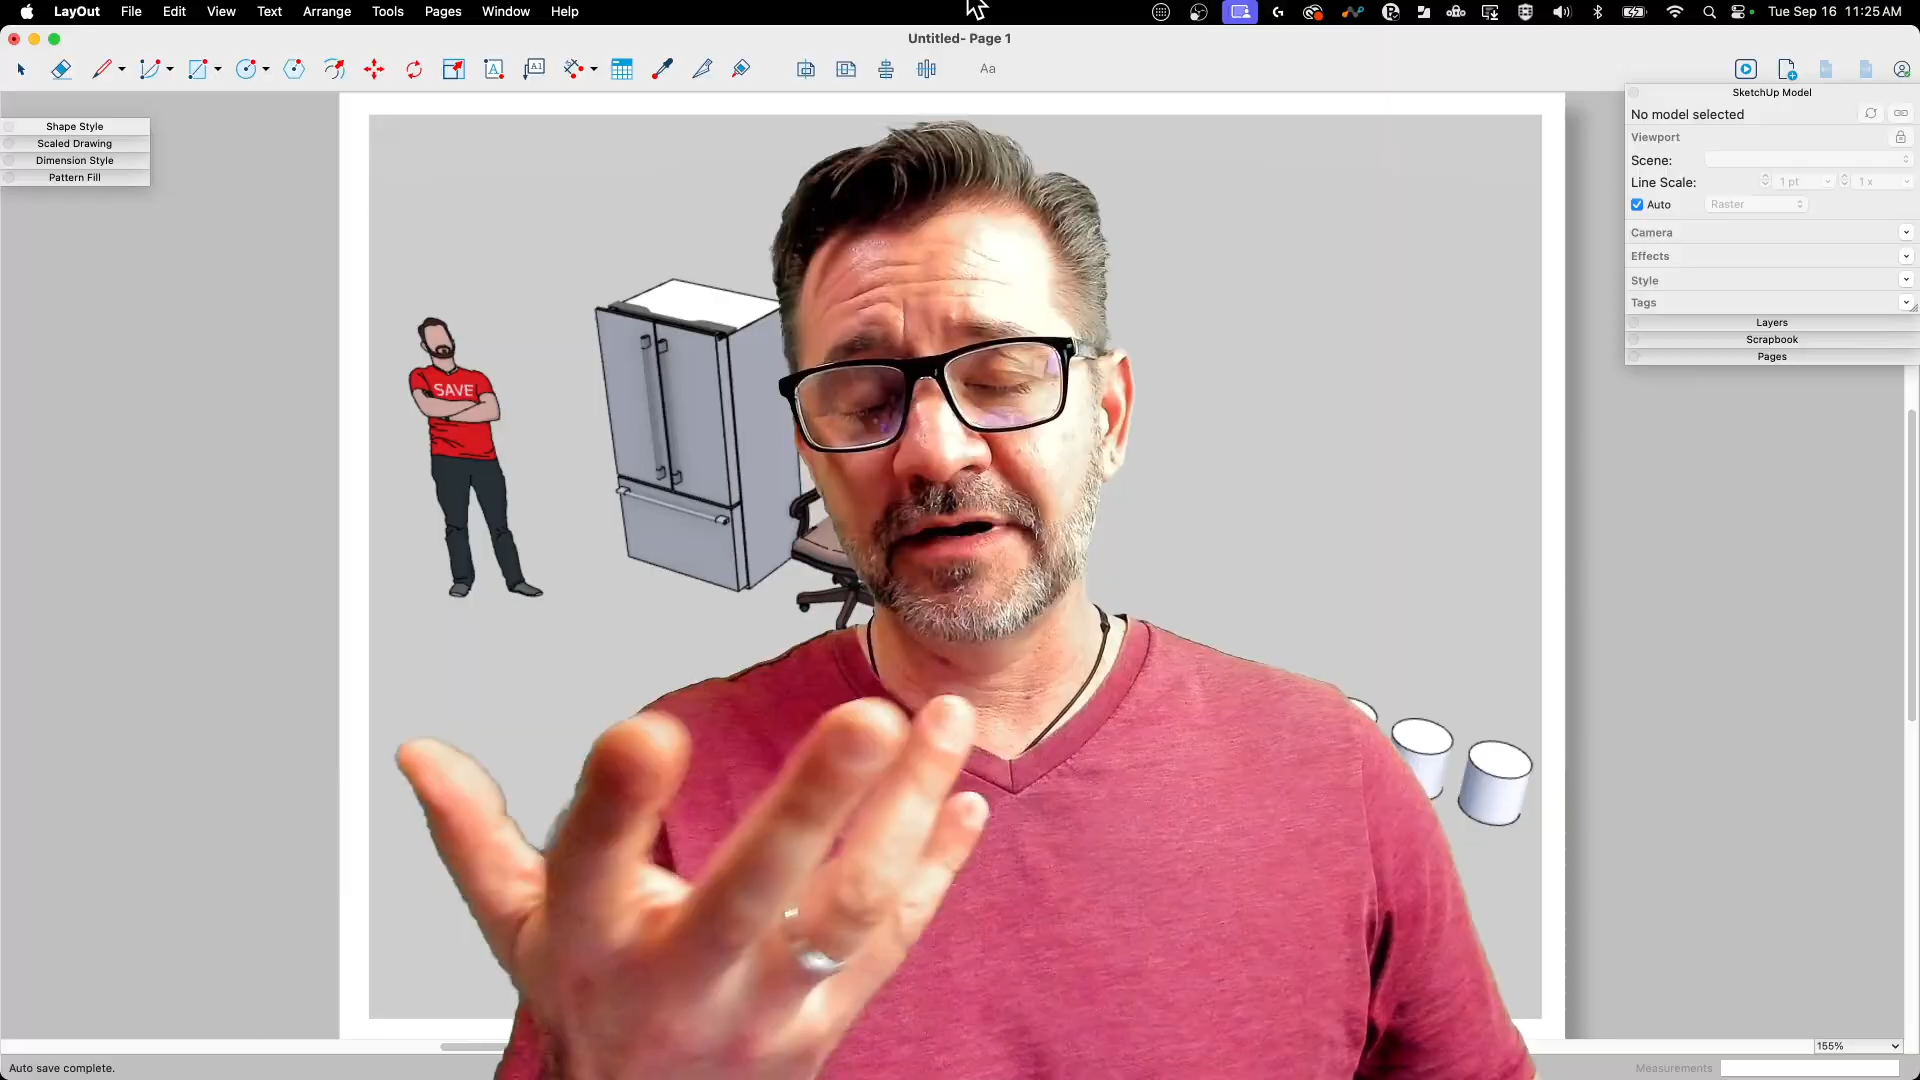 LayOut File Edit View Text Arrange Tools Pages Window Help Tue Sep 16 11:25 AM
Untitled- Page 1
Aa
Shape Style
Scaled Drawing
Dimension Style
Pattern Fill
SAVE
SketchUp Model
No model selected
Viewport
Scene:
Line Scale: 1 pt 1 x
Auto Raster
Camera
Effects
Style
Tags
Layers
Scrapbook
Pages
155%
Auto save complete. Measurements